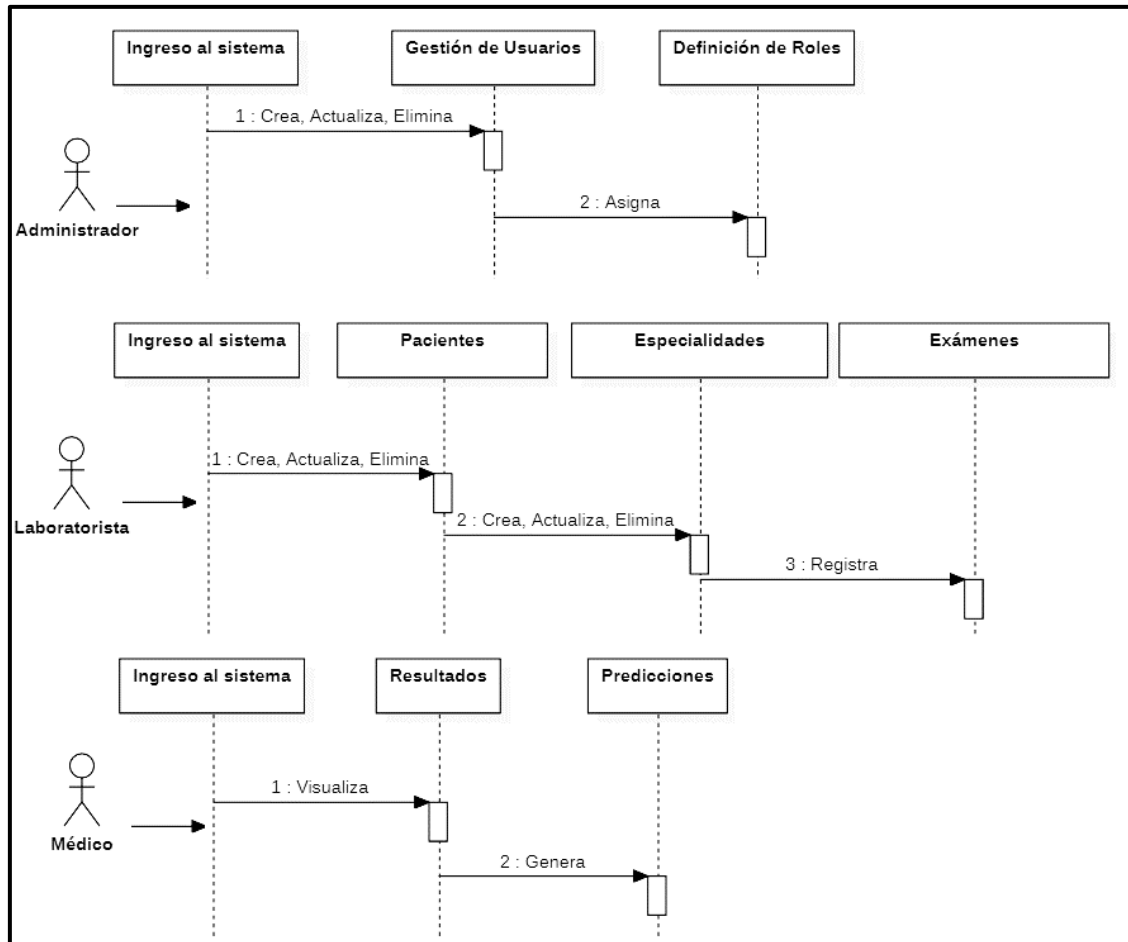 Ingreso al sistema
Gestión de Usuarios
Definición de Roles
1 : Crea, Actualiza, Elimina
2 : Asigna
Administrador
Ingreso al sistema
Pacientes
Especialidades
Exámenes
1 : Crea, Actualiza, Elimina
2 : Crea, Actualiza, Elimina
Laboratorista
3 : Registra
Ingreso al sistema
Resultados
Predicciones
1 : Visualiza
Médico
2 : Genera